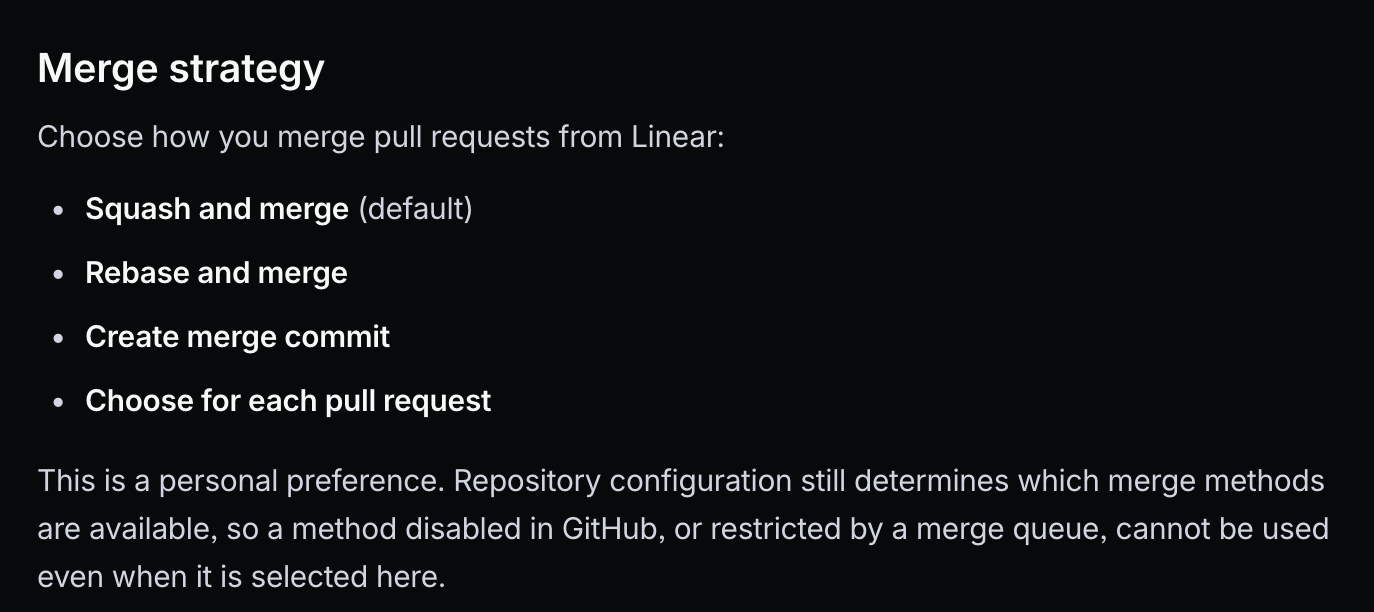 Merge strategy
Choose how you merge pull requests from Linear:
• Squash and merge (default)
• Rebase and merge
• Create merge commit
• Choose for each pull request
This is a personal preference. Repository configuration still determines which merge methods
are available, so a method disabled in GitHub, or restricted by a merge queue, cannot be used
even when it is selected here.